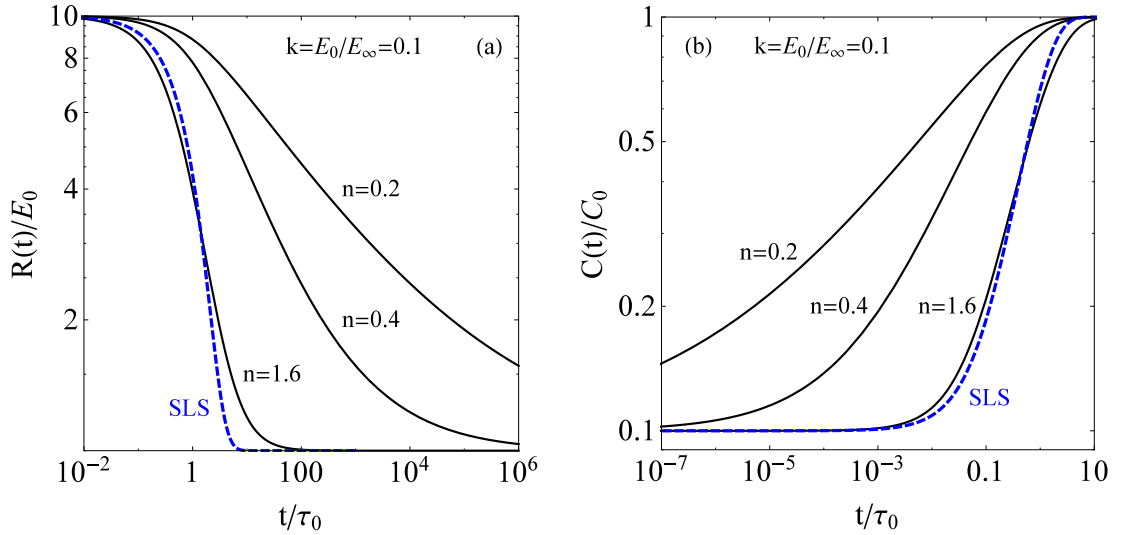 k=E₀/E∞=0.1 (a)
10
8
6
4
2
R(t)/E₀
n=0.2
n=0.4
n=1.6
SLS
10⁻² 1 100 10⁴ 10⁶
t/τ₀
(b) k=E₀/E∞=0.1
1
0.5
0.2
0.1
C(t)/C₀
n=0.2
n=0.4 n=1.6
SLS
10⁻⁷ 10⁻⁵ 10⁻³ 0.1 10
t/τ₀